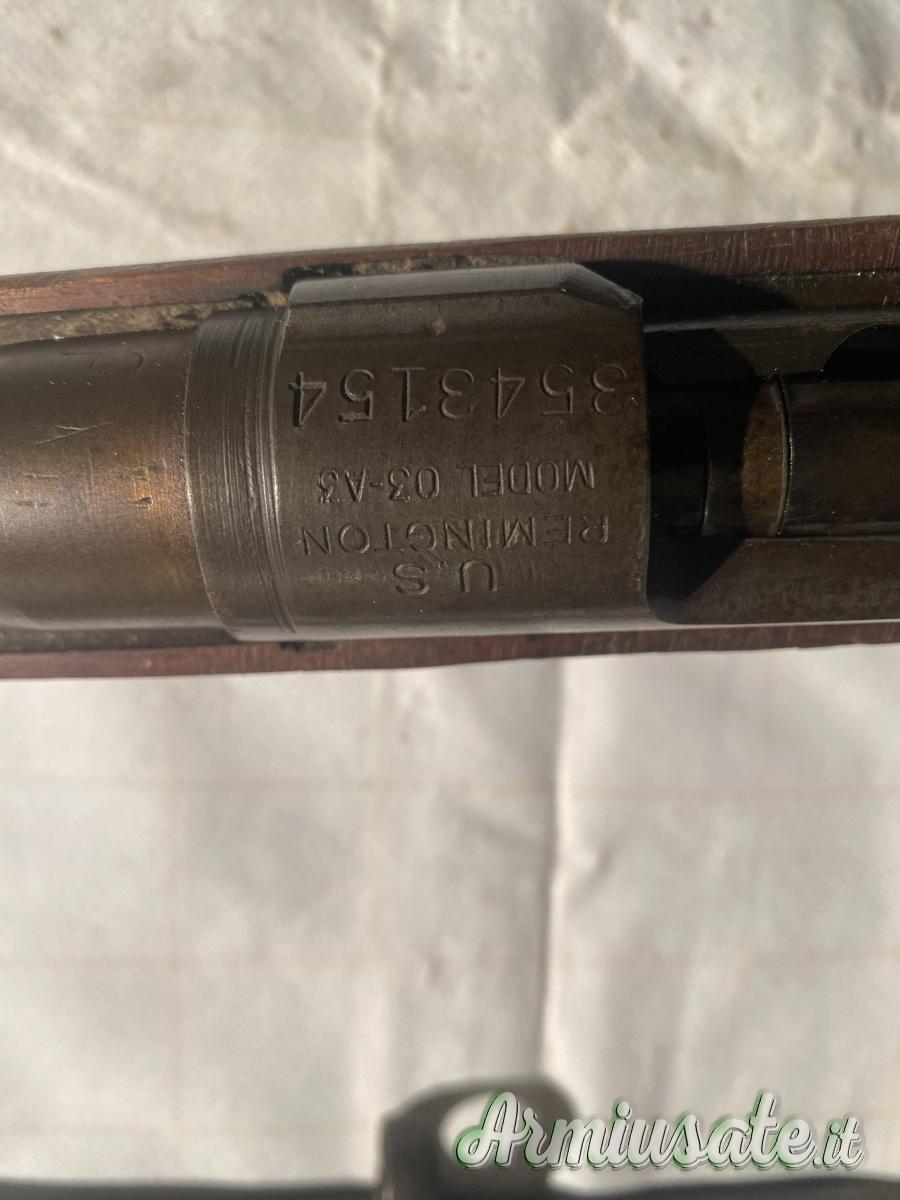 U.S
REMINGTON
MODEL 03-A3
3543154
Armiusate.it